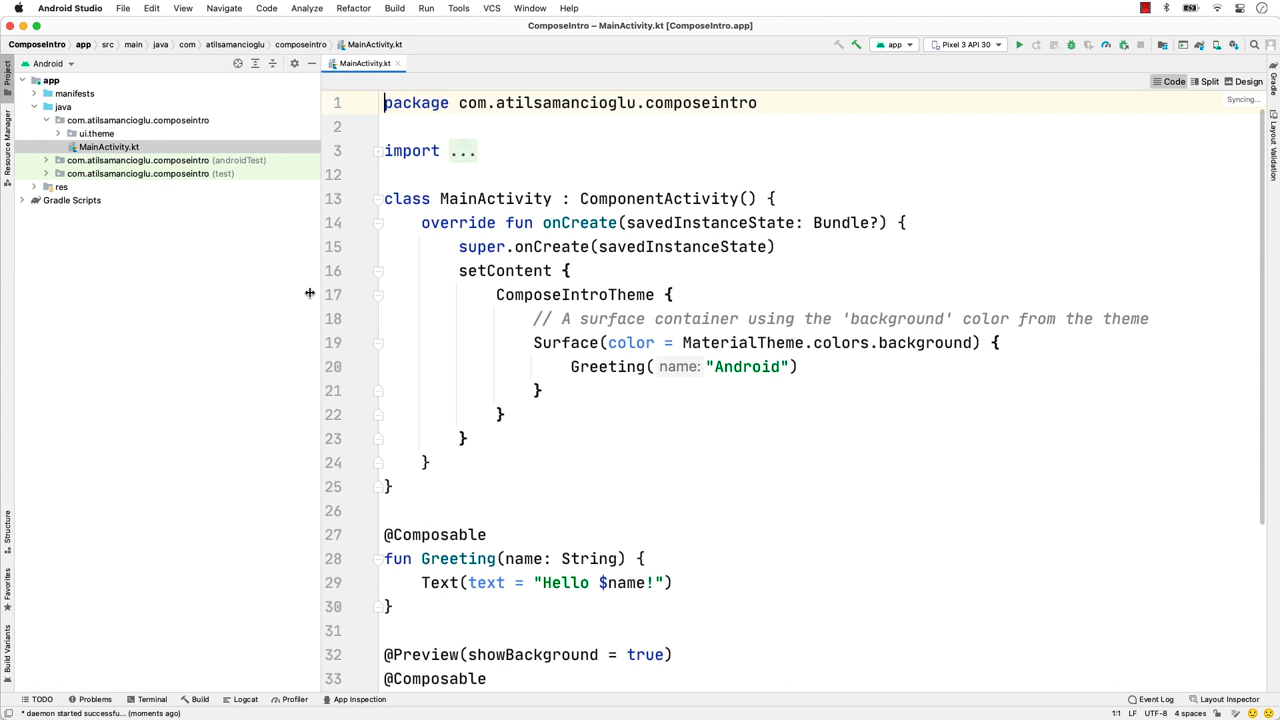 Android Studio File Edit View Navigate Code Analyze Refactor Build Run Tools VCS Window Help
ComposeIntro – MainActivity.kt [ComposeIntro.app]
ComposeIntro app src main java com atilsamancioglu composeintro MainActivity.kt app Pixel 3 API 30
Android MainActivity.kt
Code Split Design
Syncing...
Project
Resource Manager
Structure
Favorites
Build Variants
app
manifests
java
com.atilsamancioglu.composeintro
ui.theme
MainActivity.kt
com.atilsamancioglu.composeintro (androidTest)
com.atilsamancioglu.composeintro (test)
res
Gradle Scripts
1 package com.atilsamancioglu.composeintro
2
3 import ...
12
13 class MainActivity : ComponentActivity() {
14 override fun onCreate(savedInstanceState: Bundle?) {
15 super.onCreate(savedInstanceState)
16 setContent {
17 ComposeIntroTheme {
18 // A surface container using the 'background' color from the theme
19 Surface(color = MaterialTheme.colors.background) {
20 Greeting( name: "Android")
21 }
22 }
23 }
24 }
25 }
26
27 @Composable
28 fun Greeting(name: String) {
29 Text(text = "Hello $name!")
30 }
31
32 @Preview(showBackground = true)
33 @Composable
Gradle
Layout Validation
TODO Problems Terminal Build Logcat Profiler App Inspection Event Log Layout Inspector
* daemon started successfu... (moments ago) 1:1 LF UTF-8 4 spaces